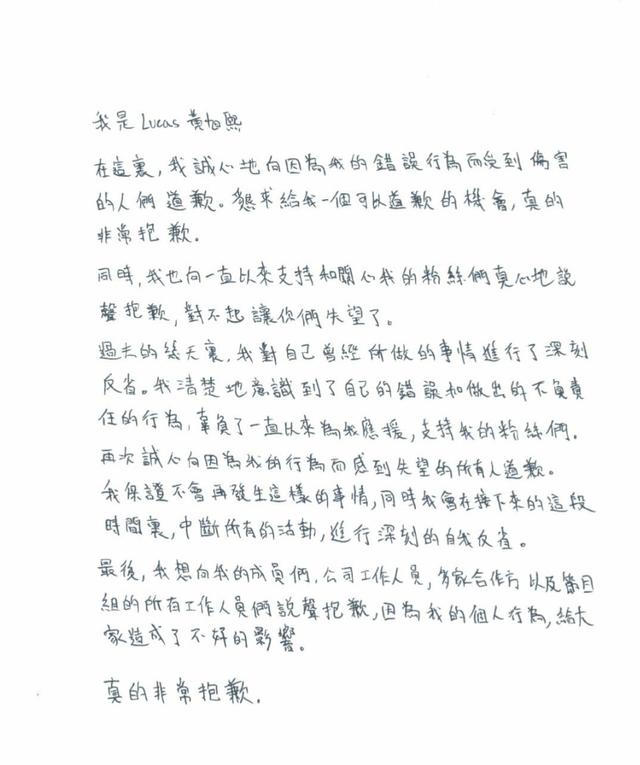 我是 Lucas 黃旭熙
在這裏，我誠心地向因為我的錯誤行為而受到傷害
的人們道歉。懇求給我一個可以道歉的機會，真的
非常抱歉.
同時，我也向一直以來支持和關心我的粉絲們真心地說
聲抱歉，對不起讓你們失望了。
過去的幾天裏，我對自己曾經所做的事情進行了深刻
反省。我清楚地意識到了自己的錯誤和做出的不負責
任的行為，辜負了一直以來為我應援，支持我的粉絲們.
再次誠心向因為我的行為而感到失望的所有人道歉。
我保證不會再發生這樣的事情，同時我會在接下來的這段
時間裏，中斷所有的活動，進行深刻的自我反省。
最後，我想向我的成員們，公司工作人員，多家合作方以及節目
組的所有工作人員們說聲抱歉，因為我的個人行為，給大
家造成了不好的影響。
真的非常抱歉.